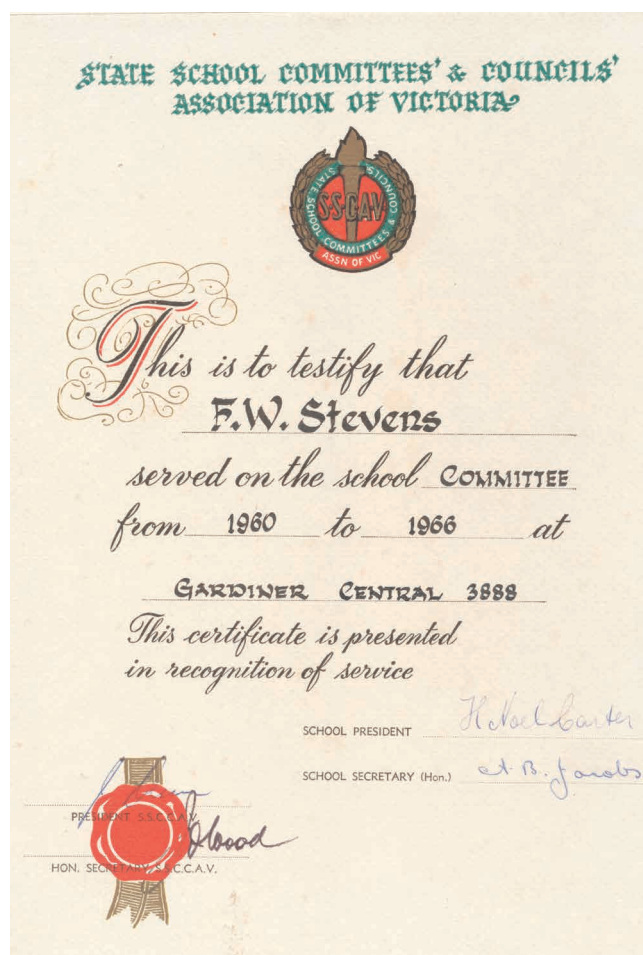 STATE SCHOOL COMMITTEES' & COUNCILS'
ASSOCIATION OF VICTORIA
STATE SCHOOL COMMITTEES & COUNCILS
S·S·C·A·V
ASSN OF VIC
This is to testify that
F.W. Stevens
served on the school COMMITTEE
from 1960 to 1966 at
GARDINER CENTRAL 3888
This certificate is presented
in recognition of service
H Noel Carter
SCHOOL PRESIDENT
A. B. Jacobs
SCHOOL SECRETARY (Hon.)
PRESIDENT S.S.C.C.A.V.
Wood
HON. SECRETARY S.S.C.C.A.V.